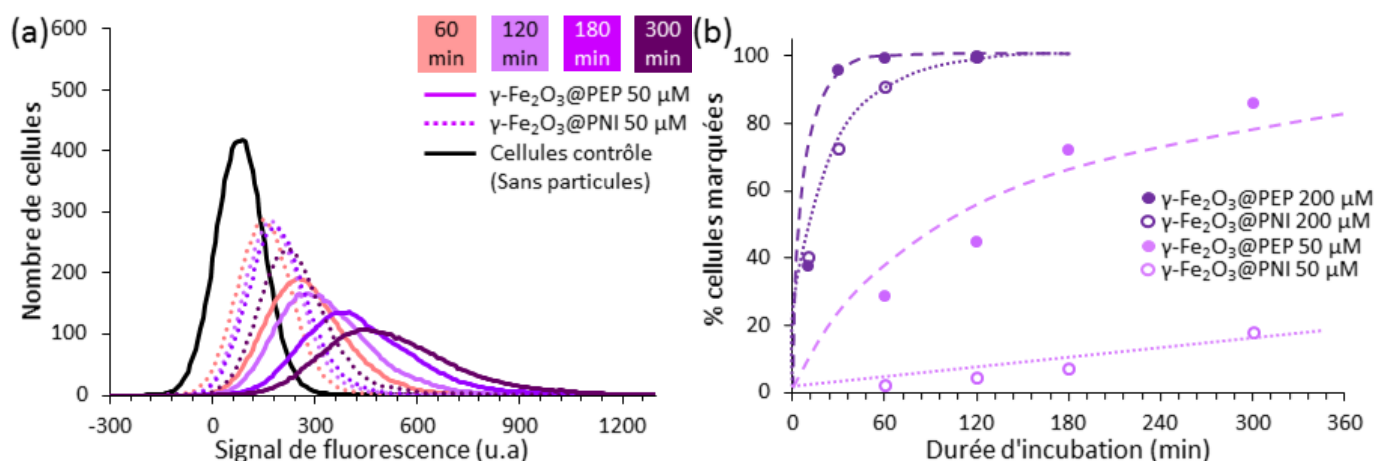 (a)
600
500
400
300
200
100
0
Nombre de cellules
-300 0 300 600 900 1200
Signal de fluorescence (u.a)
60 min
120 min
180 min
300 min
γ-Fe₂O₃@PEP 50 µM
γ-Fe₂O₃@PNI 50 µM
Cellules contrôle
(Sans particules)
(b)
100
80
60
40
20
0
% cellules marquées
0 60 120 180 240 300 360
Durée d'incubation (min)
γ-Fe₂O₃@PEP 200 µM
γ-Fe₂O₃@PNI 200 µM
γ-Fe₂O₃@PEP 50 µM
γ-Fe₂O₃@PNI 50 µM